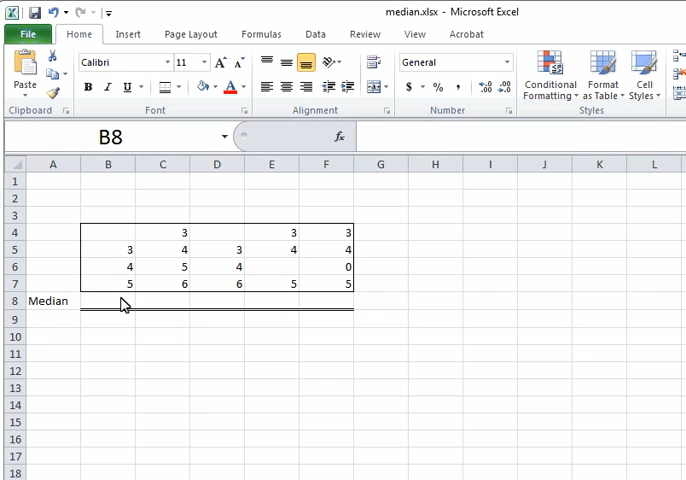 median.xlsx - Microsoft Excel
File Home Insert Page Layout Formulas Data Review View Acrobat
Calibri 11 A A General
Paste B I U A $ % , .00 .0 Conditional Formatting Format as Table Cell Styles
Clipboard Font Alignment Number Styles
B8 fx
A B C D E F G H I J K L
1
2
3
4 3 3 3
5 3 4 3 4 4
6 4 5 4 0
7 5 6 6 5 5
8 Median
9
10
11
12
13
14
15
16
17
18